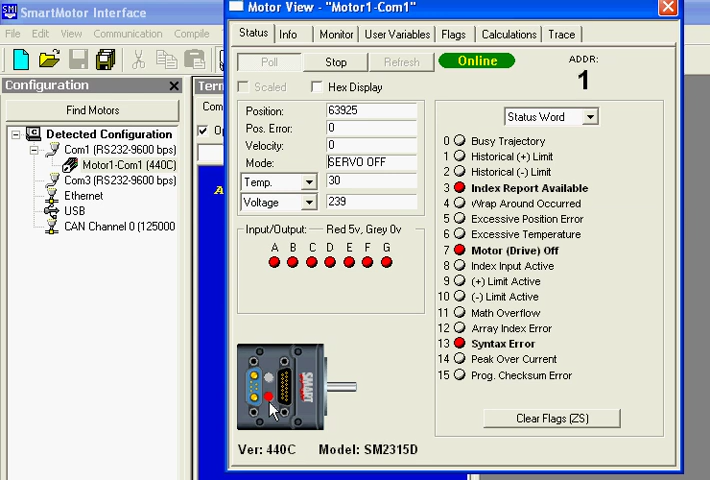 SmartMotor Interface
File Edit View Communication Compile
Configuration
Find Motors
Detected Configuration
Com1 (RS232-9600 bps)
Motor1-Com1 (440C)
Com3 (RS232-9600 bps)
Ethernet
USB
CAN Channel 0 (125000
Motor View - "Motor1-Com1"
Status Info Monitor User Variables Flags Calculations Trace
Poll Stop Refresh Online
ADDR:
1
Scaled Hex Display
Position: 63925
Pos. Error: 0
Velocity: 0
Mode: SERVO OFF
Temp. 30
Voltage 239
Input/Output: Red 5v, Grey 0v
A B C D E F G
SMART
Ver: 440C Model: SM2315D
Status Word
0 Busy Trajectory
1 Historical (+) Limit
2 Historical (-) Limit
3 Index Report Available
4 Wrap Around Occurred
5 Excessive Position Error
6 Excessive Temperature
7 Motor (Drive) Off
8 Index Input Active
9 (+) Limit Active
10 (-) Limit Active
11 Math Overflow
12 Array Index Error
13 Syntax Error
14 Peak Over Current
15 Prog. Checksum Error
Clear Flags (ZS)